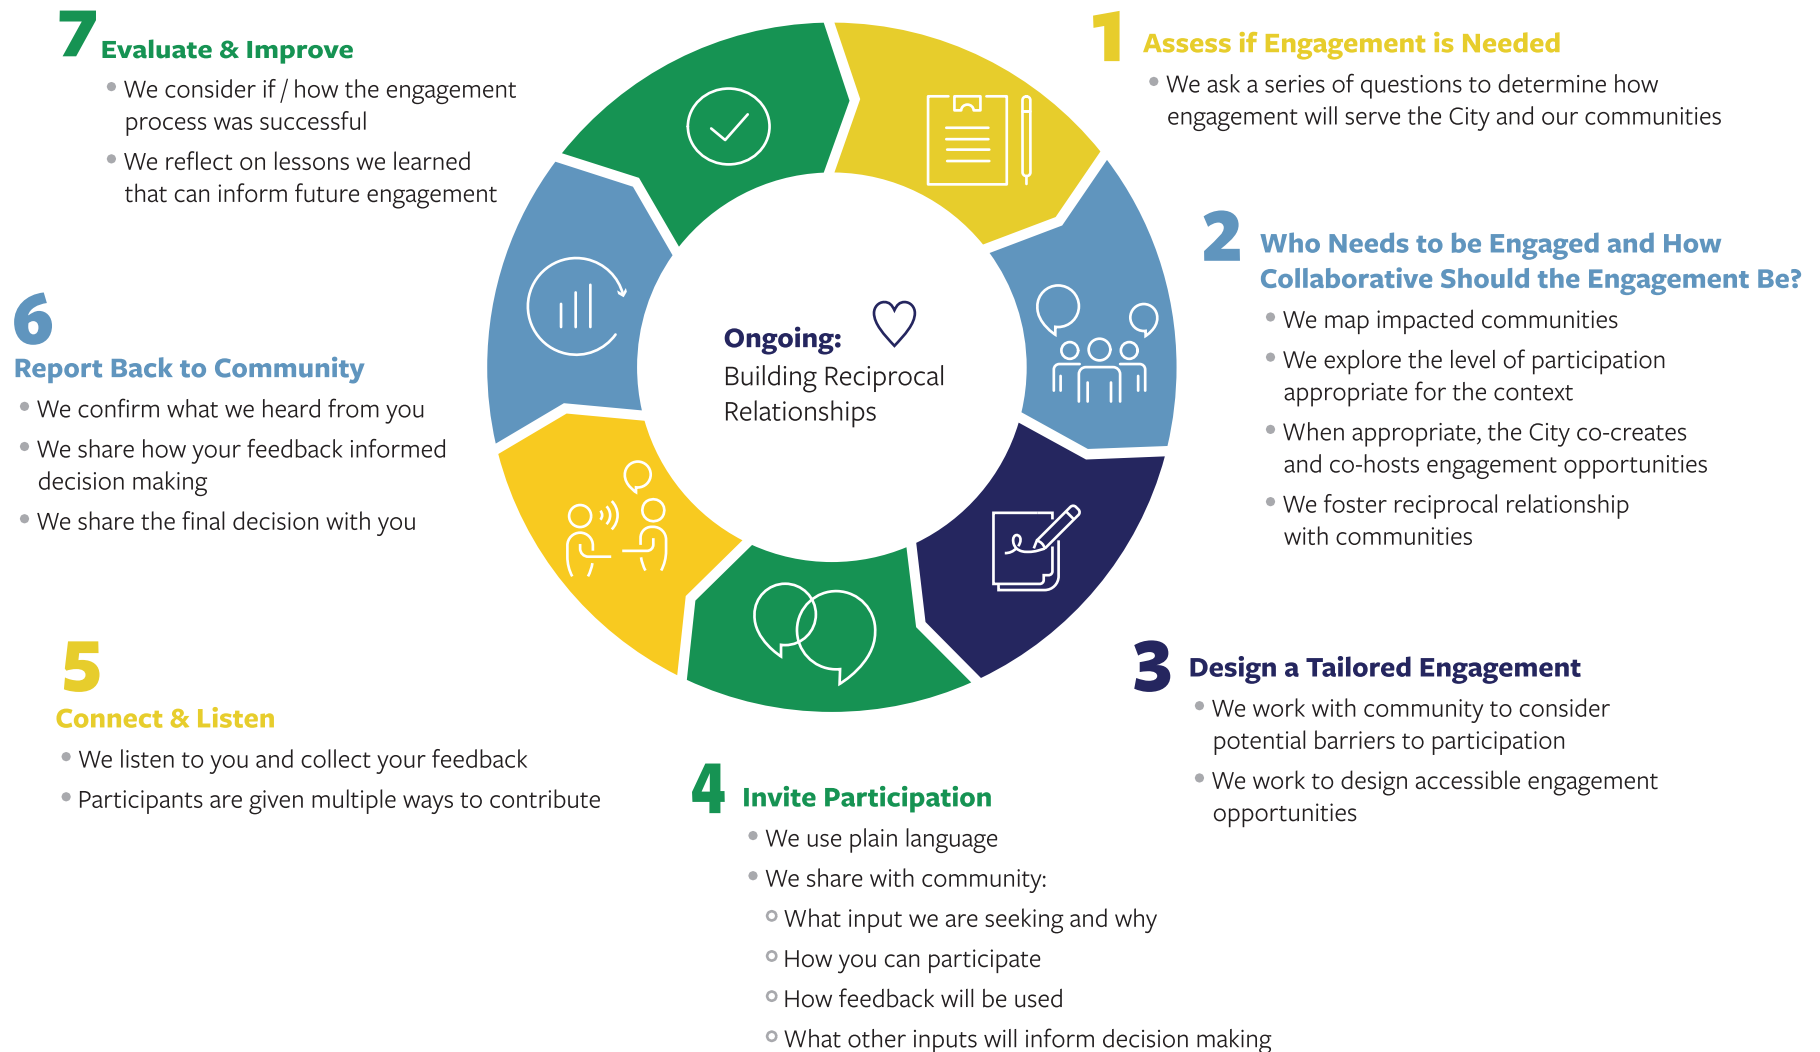 1 Assess if Engagement is Needed
• We ask a series of questions to determine how
engagement will serve the City and our communities
2 Who Needs to be Engaged and How
Collaborative Should the Engagement Be?
• We map impacted communities
• We explore the level of participation
appropriate for the context
• When appropriate, the City co-creates
and co-hosts engagement opportunities
• We foster reciprocal relationship
with communities
3 Design a Tailored Engagement
• We work with community to consider
potential barriers to participation
• We work to design accessible engagement
opportunities
4 Invite Participation
• We use plain language
• We share with community:
○ What input we are seeking and why
○ How you can participate
○ How feedback will be used
○ What other inputs will inform decision making
5
Connect & Listen
• We listen to you and collect your feedback
• Participants are given multiple ways to contribute
6
Report Back to Community
• We confirm what we heard from you
• We share how your feedback informed
decision making
• We share the final decision with you
7 Evaluate & Improve
• We consider if / how the engagement
process was successful
• We reflect on lessons we learned
that can inform future engagement
Ongoing:
Building Reciprocal
Relationships